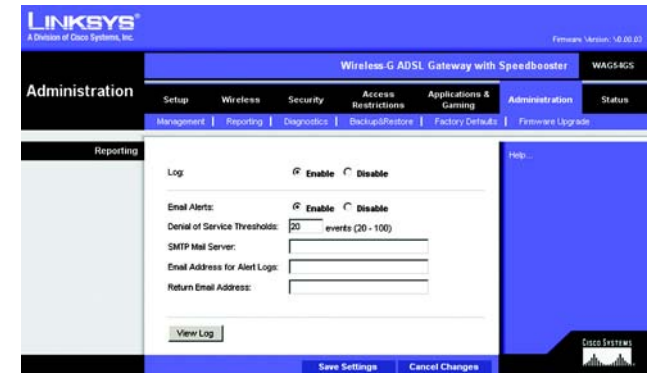 LINKSYS®
A Division of Cisco Systems, Inc.
Firmware Version: V0.00.03
Wireless-G ADSL Gateway with Speedbooster WAG54GS
Administration
Setup Wireless Security Access Restrictions Applications & Gaming Administration Status
Management | Reporting | Diagnostics | Backup&Restore | Factory Defaults | Firmware Upgrade
Reporting
Help...
Log: Enable Disable
Email Alerts: Enable Disable
Denial of Service Thresholds: 20 events (20 - 100)
SMTP Mail Server:
Email Address for Alert Logs:
Return Email Address:
View Log
Save Settings Cancel Changes
CISCO SYSTEMS